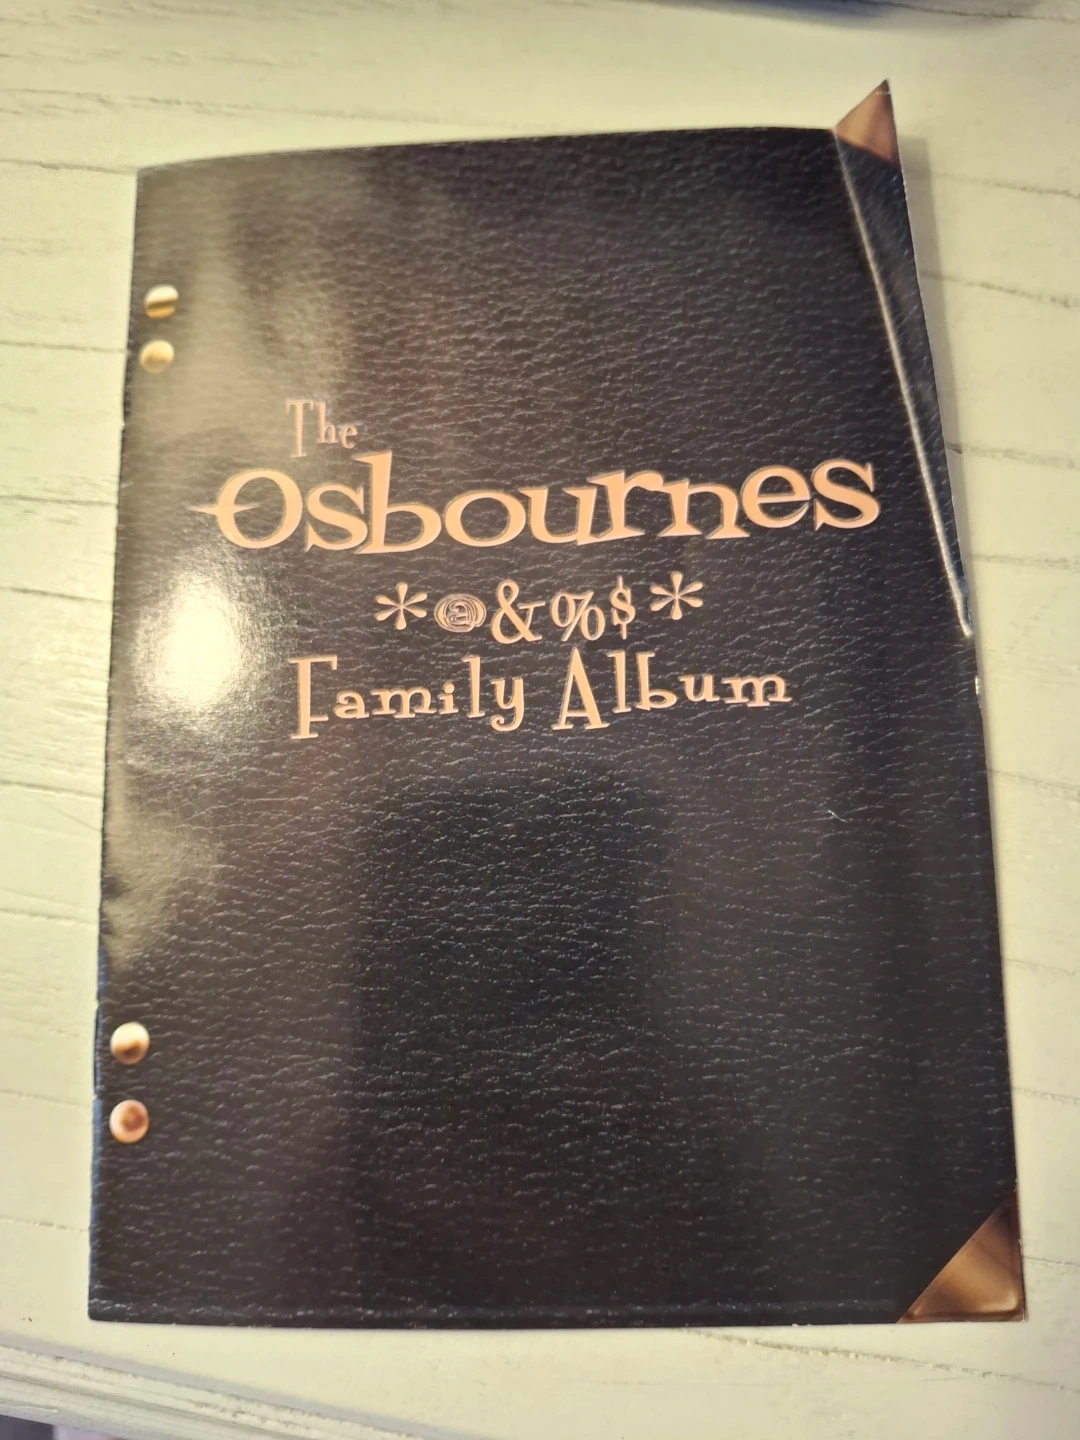 The
Osbournes
*@&%$*
Family Album